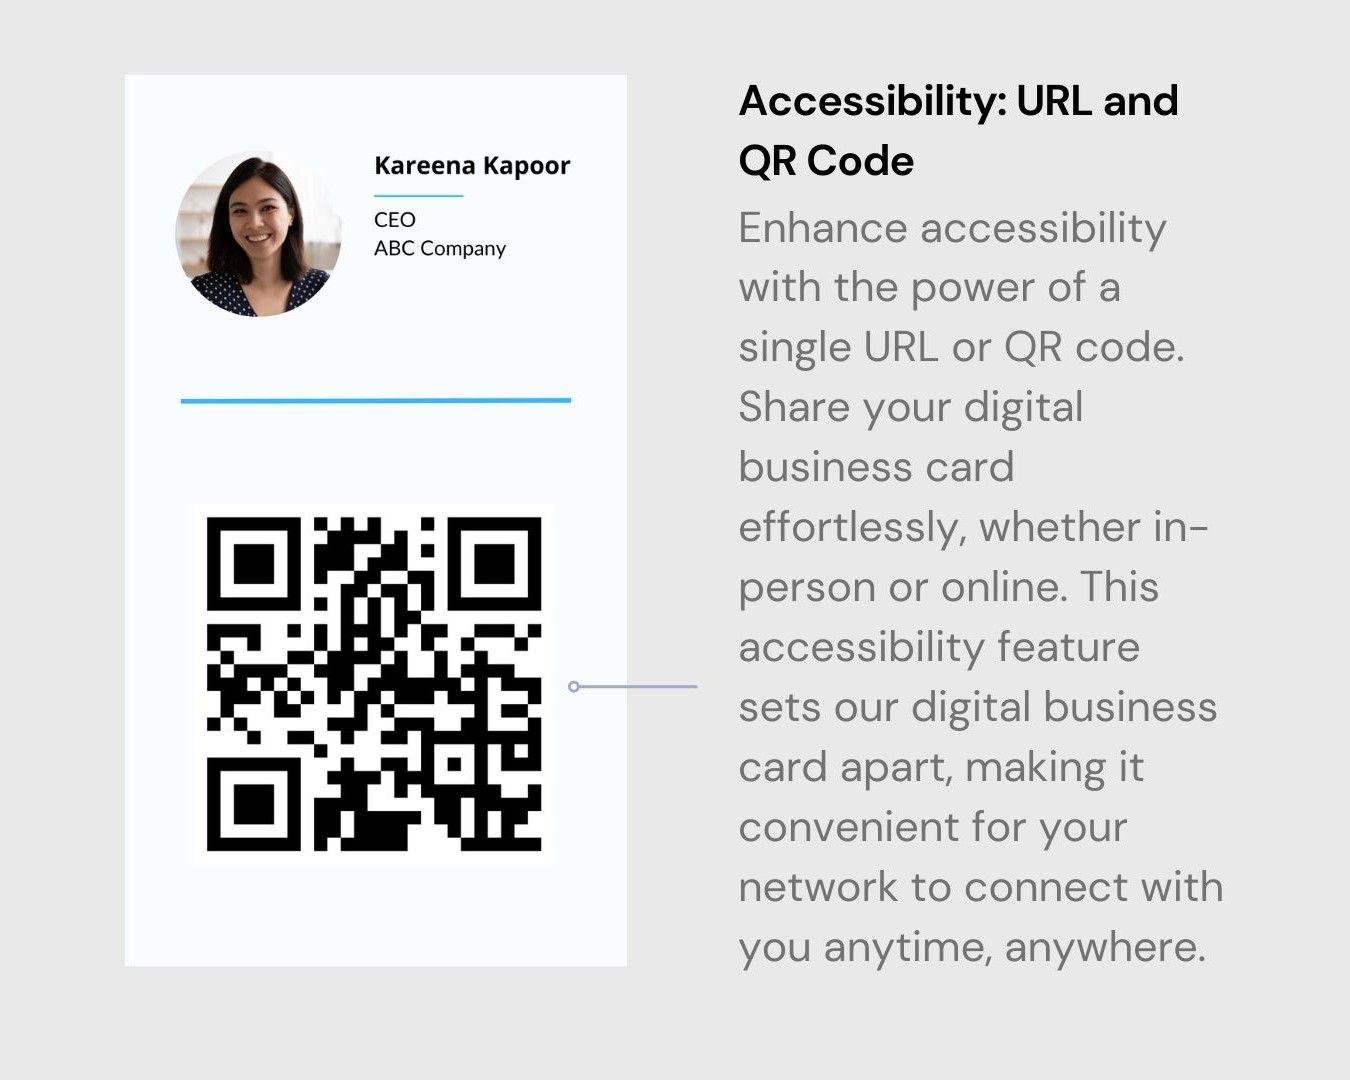 Kareena Kapoor
CEO
ABC Company
Accessibility: URL and
QR Code
Enhance accessibility
with the power of a
single URL or QR code.
Share your digital
business card
effortlessly, whether in-
person or online. This
accessibility feature
sets our digital business
card apart, making it
convenient for your
network to connect with
you anytime, anywhere.